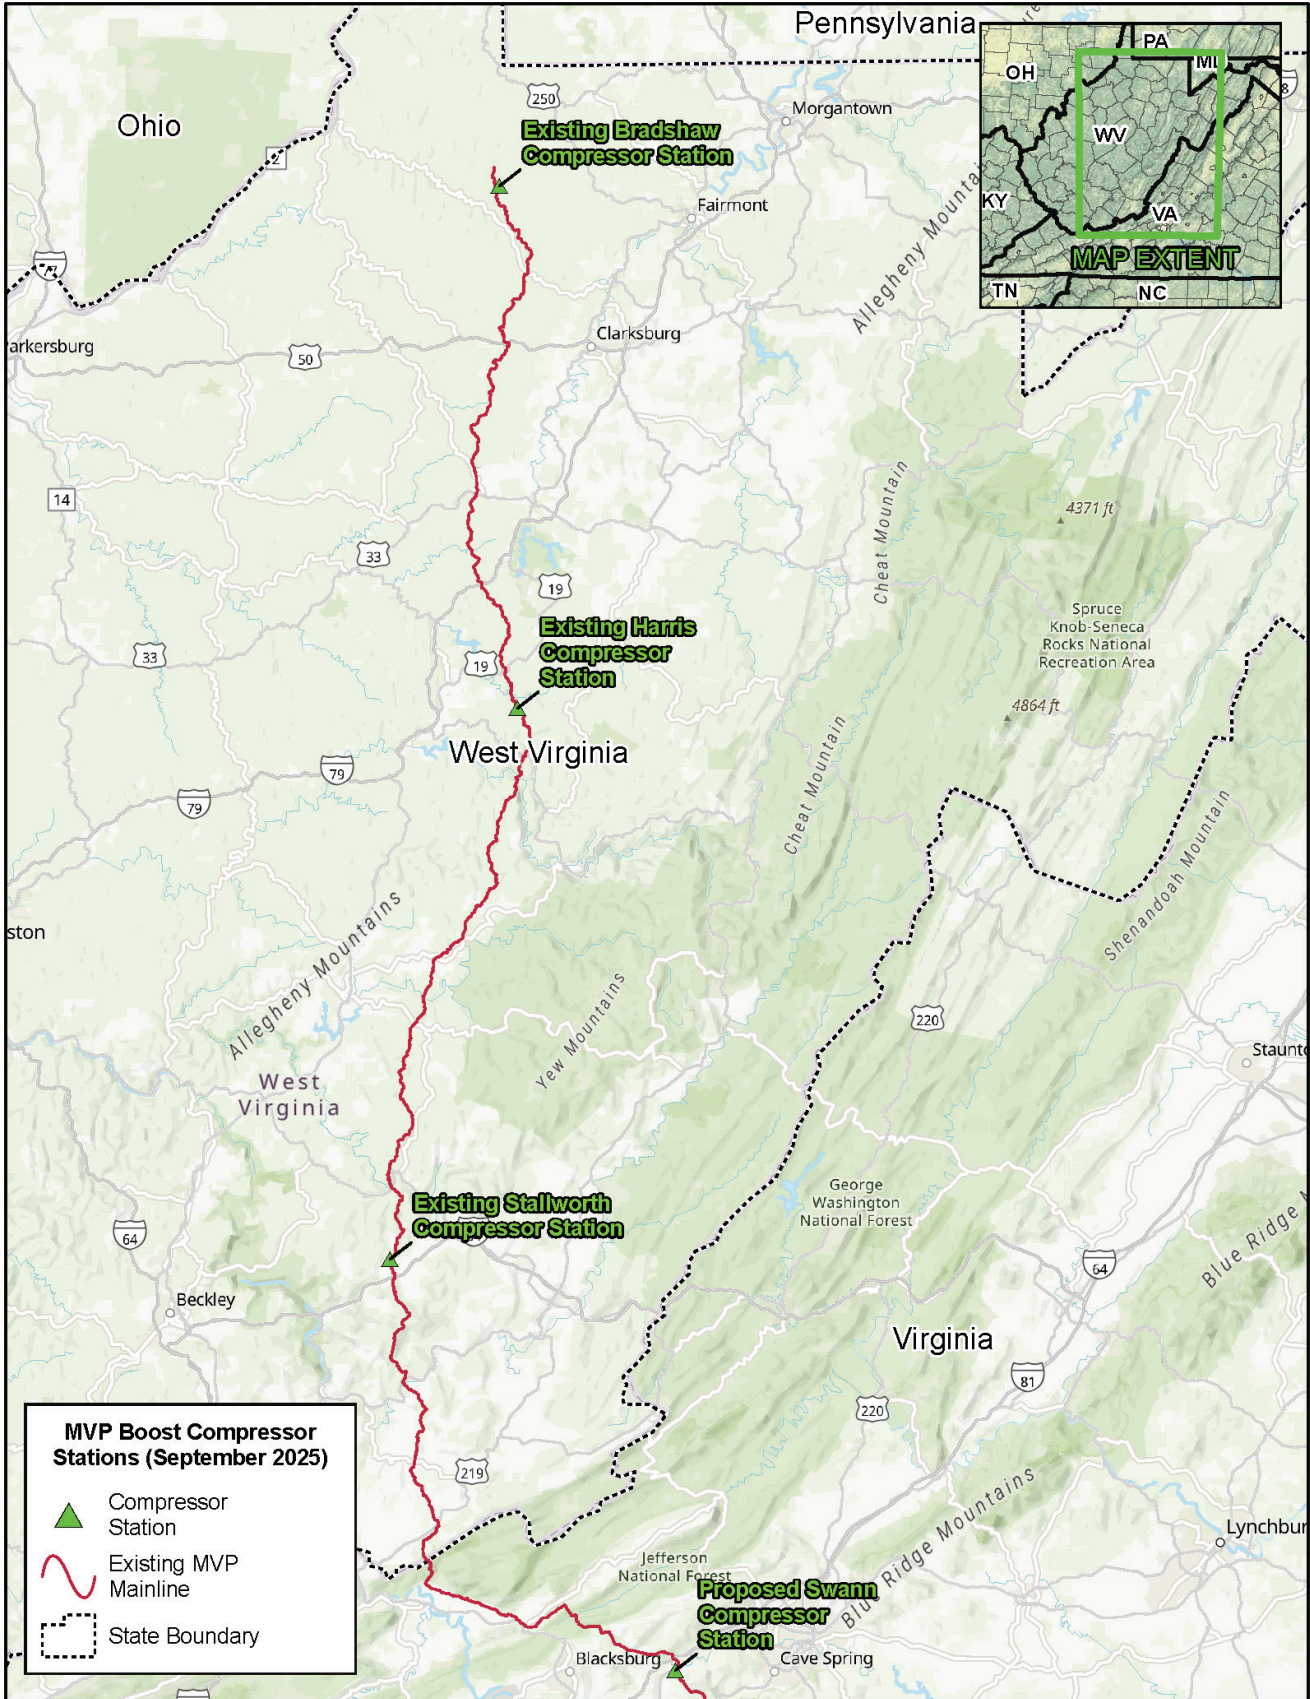 Pennsylvania
PA
OH
MD
WV
KY
VA
MAP EXTENT
TN
NC
Ohio
250
Morgantown
Existing Bradshaw
Compressor Station
2
Fairmont
Allegheny Mountai
77
Clarksburg
arkersburg
50
14
4371 ft
Cheat Mountain
33
19
Spruce
Knob-Seneca
Rocks National
Recreation Area
Existing Harris
Compressor
Station
33
19
4864 ft
West Virginia
79
79
Cheat Mountain
Shenandoah Mountain
ston
Allegheny Mountains
Yew Mountains
220
Staunto
West
Virginia
George
Washington
National Forest
Existing Stallworth
Compressor Station
64
64
Blue Ridge M
Beckley
Virginia
81
220
MVP Boost Compressor
Stations (September 2025)
Compressor
Station
Existing MVP
Mainline
State Boundary
219
Blue Ridge Mountains
Lynchbur
Jefferson
National Forest
Proposed Swann
Compressor
Station
Blacksburg
Cave Spring